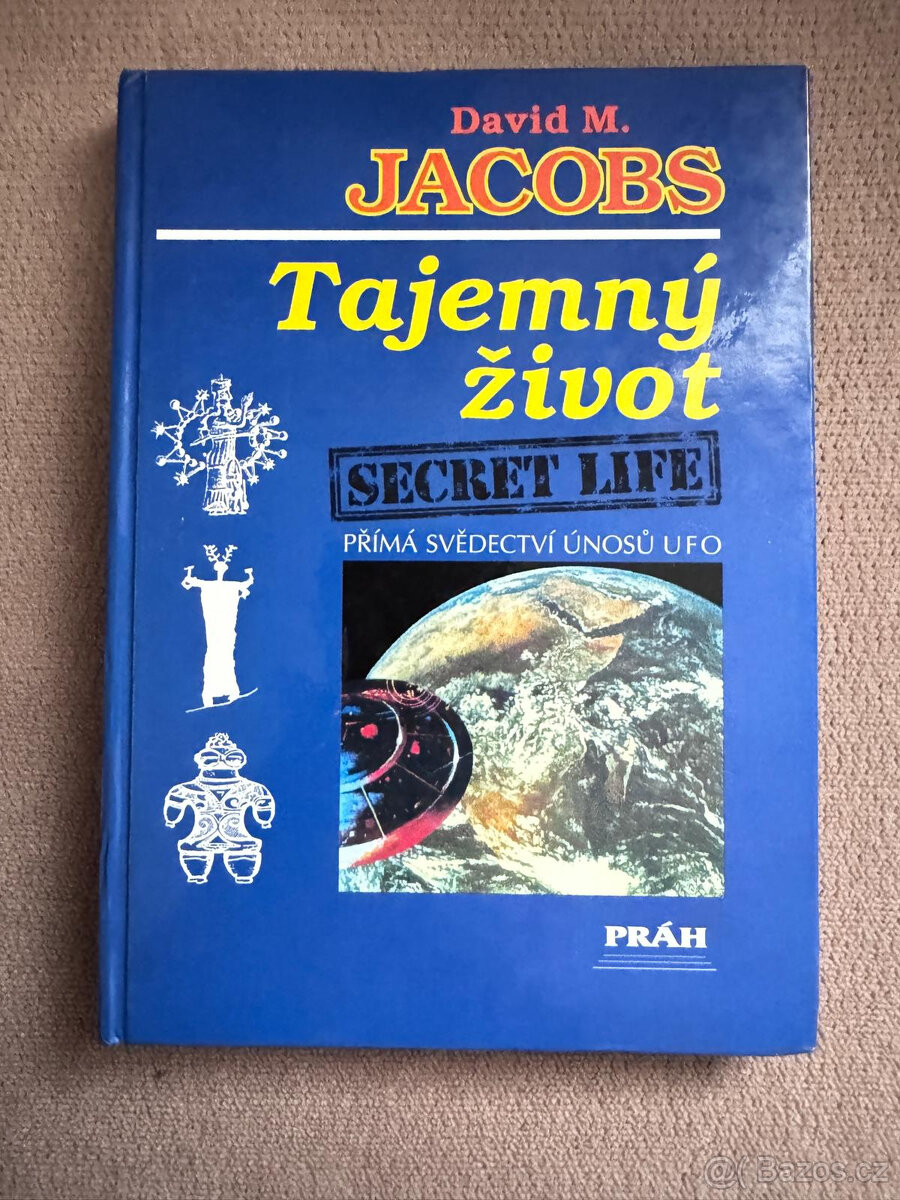 David M.
JACOBS
Tajemný
život
SECRET LIFE
PŘÍMÁ SVĚDECTVÍ ÚNOSŮ UFO
PRÁH
@( Bazos.cz